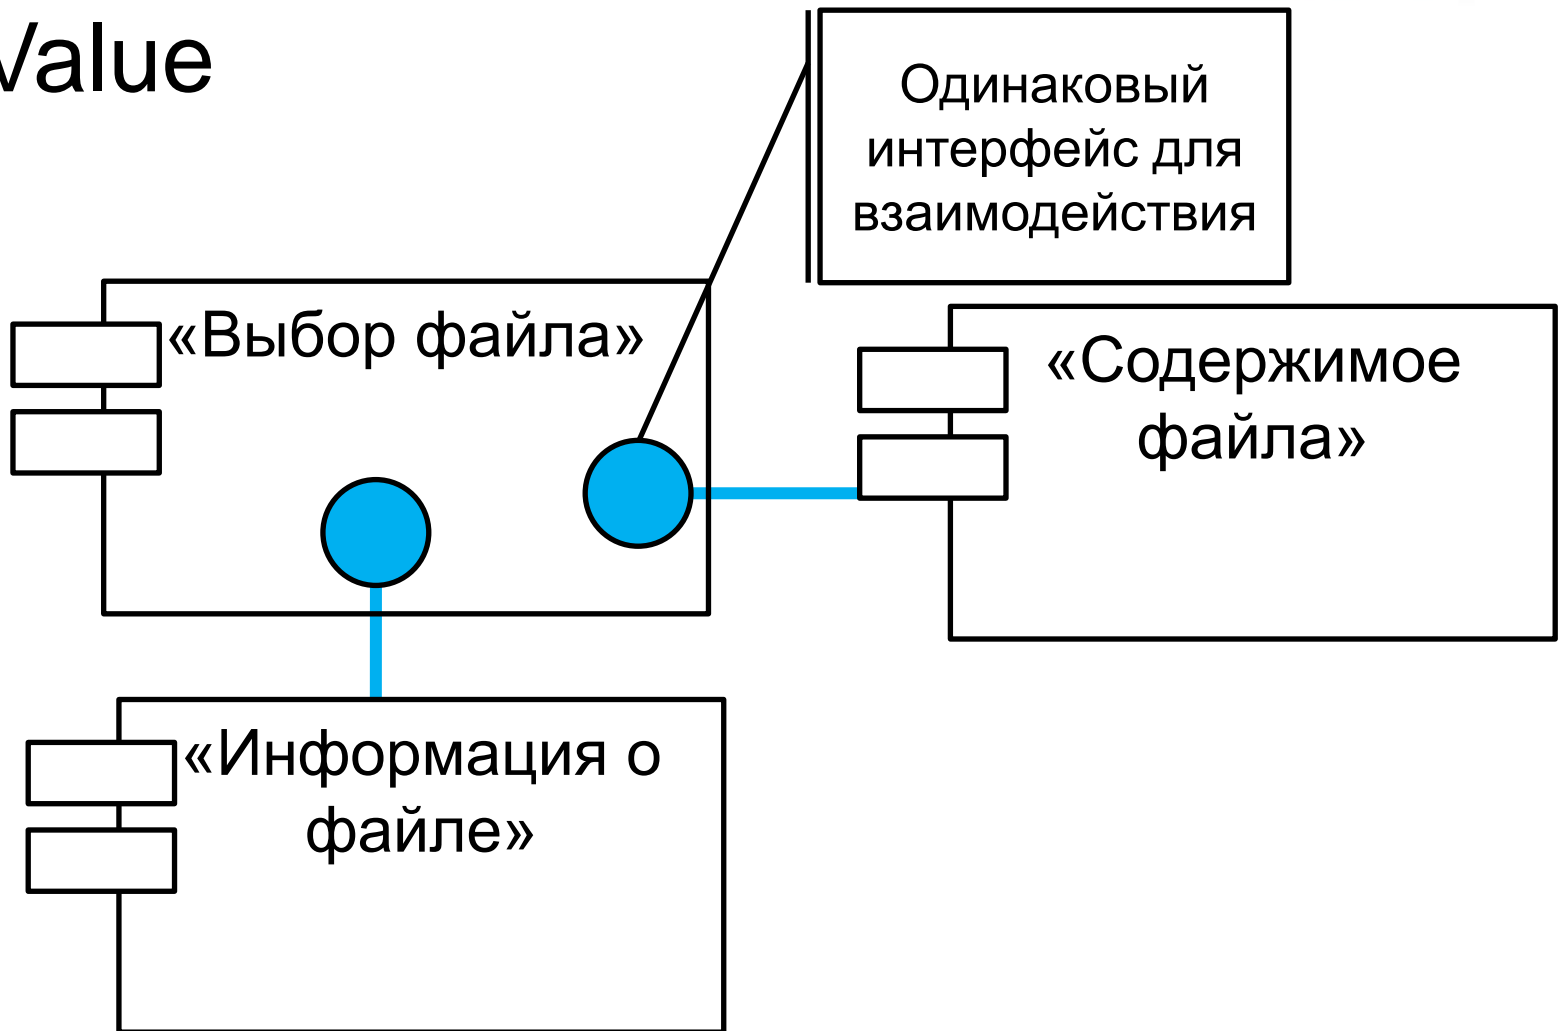 Value
Одинаковый
интерфейс для
взаимодействия
«Выбор файла»
«Содержимое
файла»
«Информация о
файле»